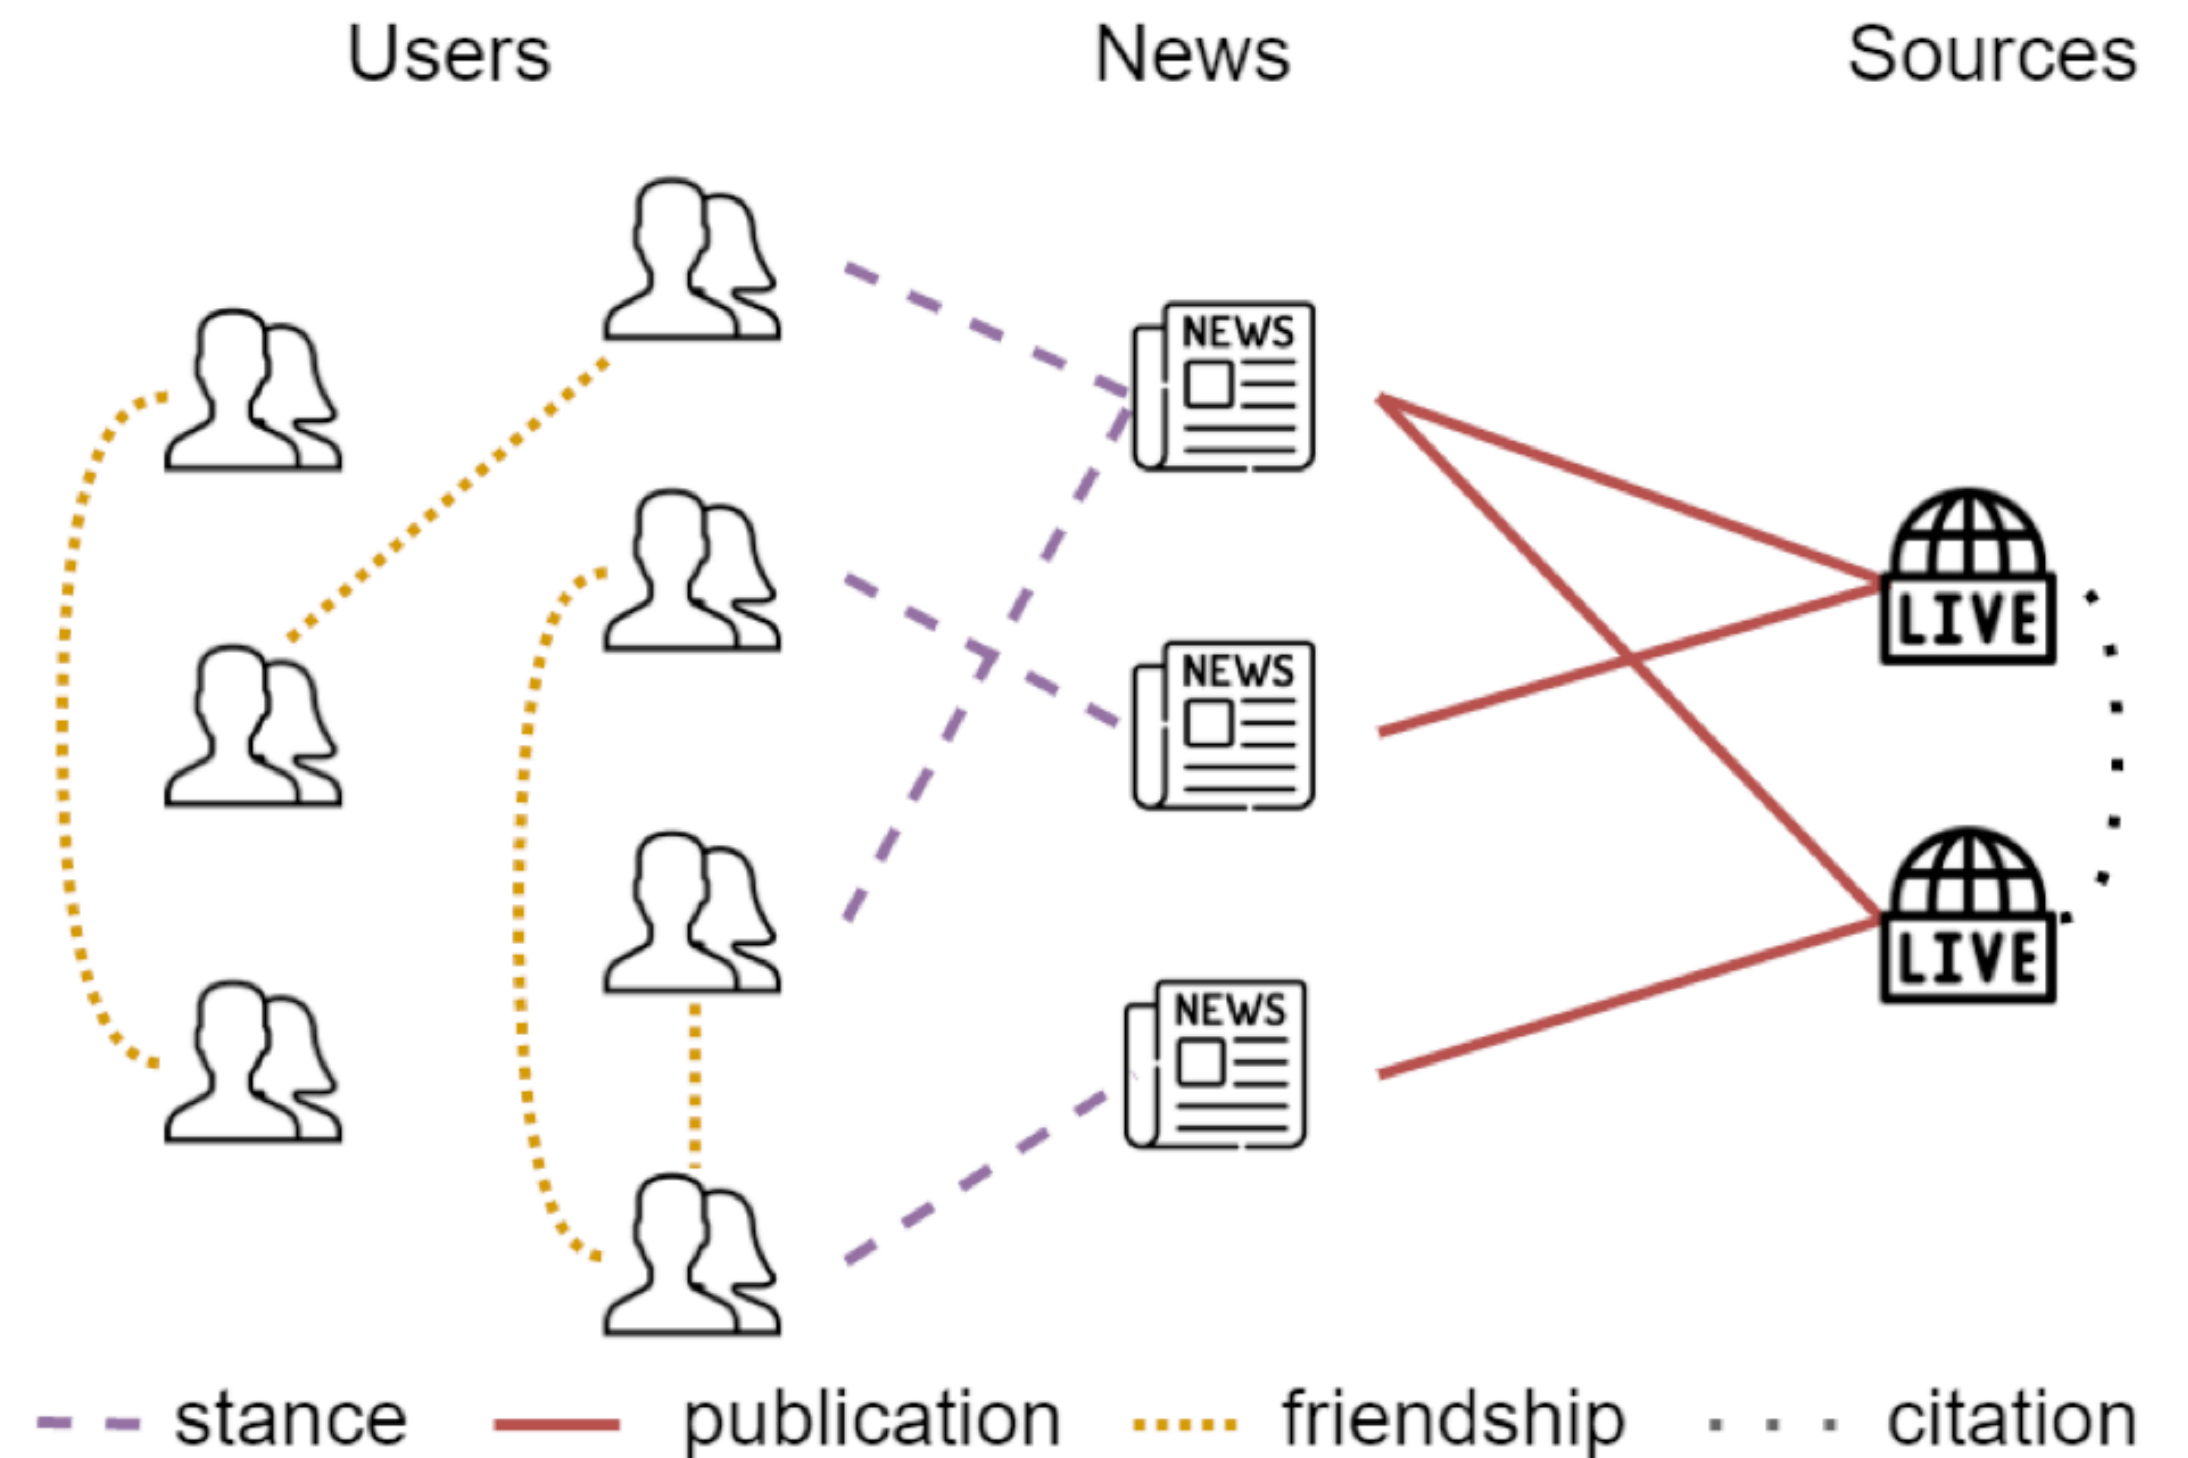 Users News Sources
NEWS
NEWS
NEWS
LIVE
LIVE
stance publication friendship citation